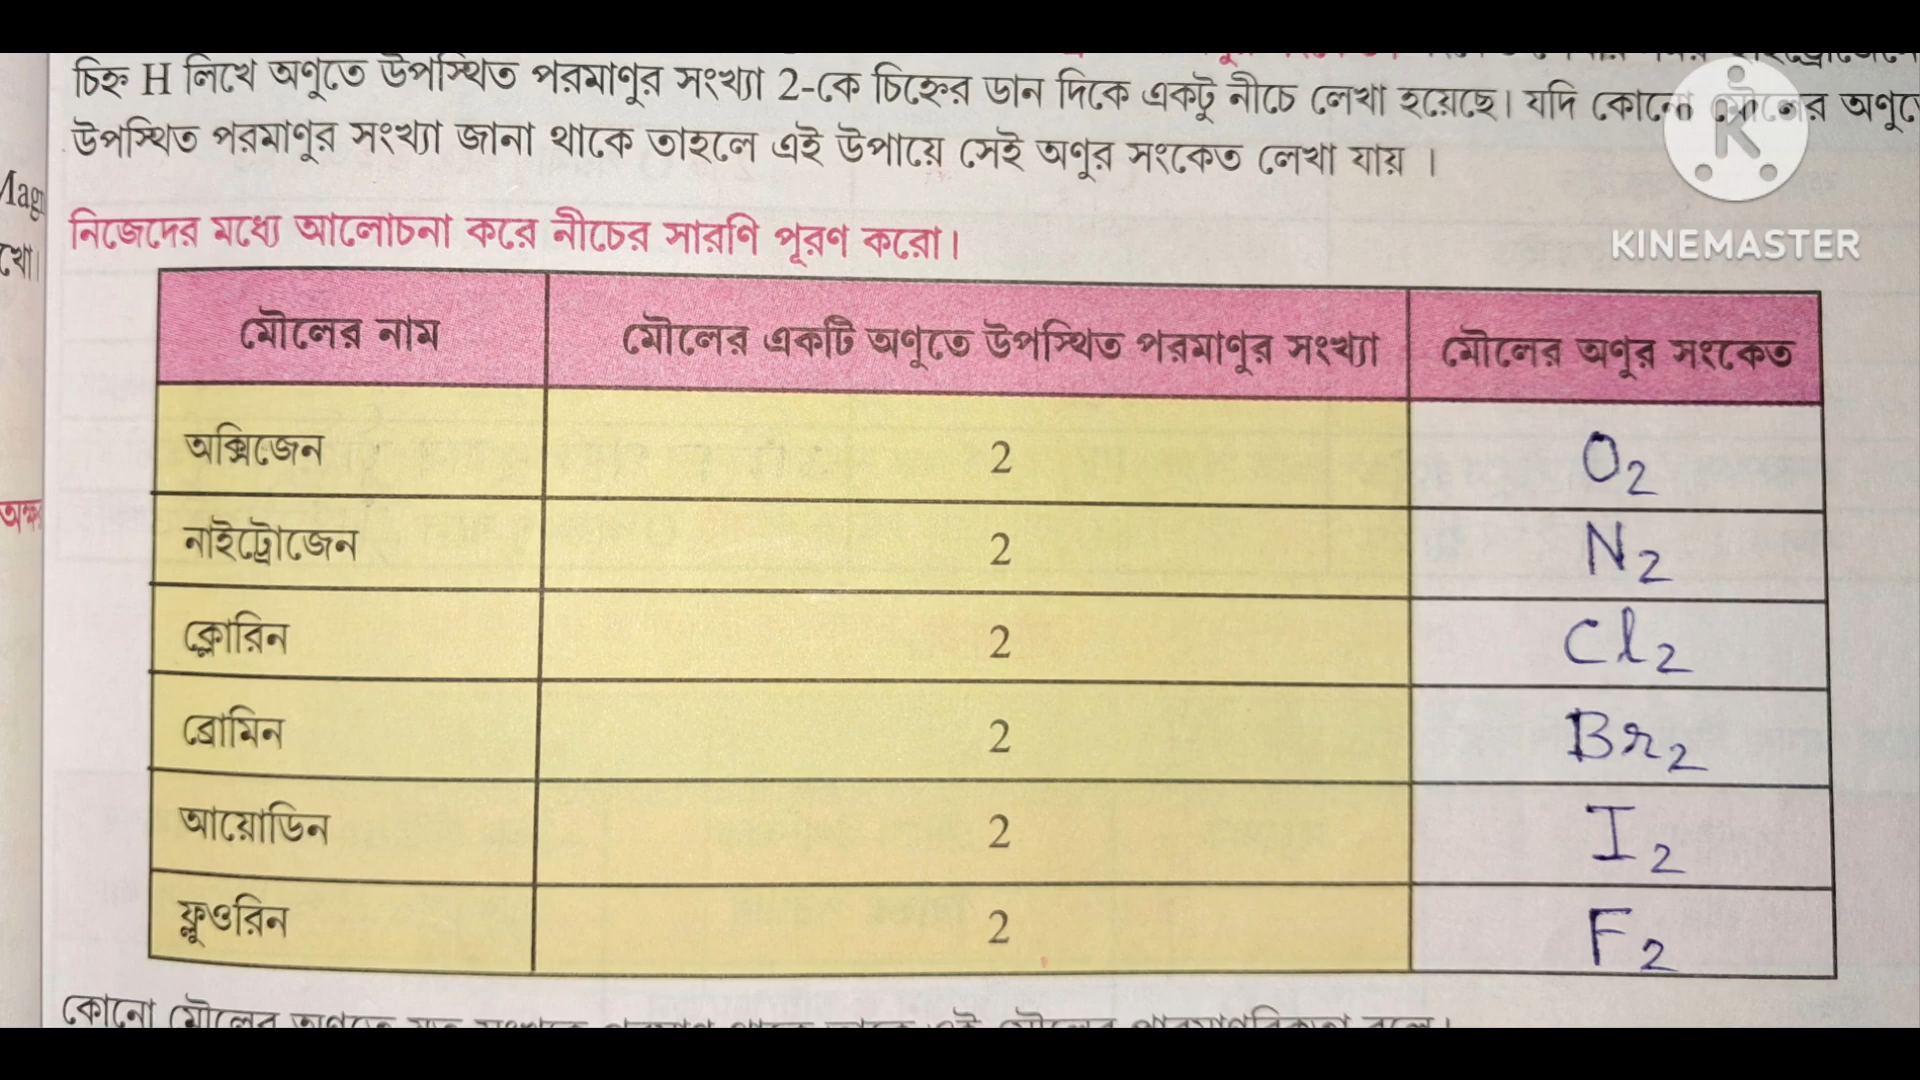 চিহ্ন H লিখে অণুতে উপস্থিত পরমাণুর সংখ্যা 2-কে চিহ্নের ডান দিকে একটু নীচে লেখা হয়েছে। যদি কোনো মৌলের অণুতে
উপস্থিত পরমাণুর সংখ্যা জানা থাকে তাহলে এই উপায়ে সেই অণুর সংকেত লেখা যায় ।
KINEMASTER
নিজেদের মধ্যে আলোচনা করে নীচের সারণি পূরণ করো।
মৌলের নাম মৌলের একটি অণুতে উপস্থিত পরমাণুর সংখ্যা মৌলের অণুর সংকেত
অক্সিজেন 2 O₂
নাইট্রোজেন 2 N₂
ক্লোরিন 2 Cl₂
ব্রোমিন 2 Br₂
আয়োডিন 2 I₂
ফ্লুওরিন 2 F₂
কোনো মৌলের